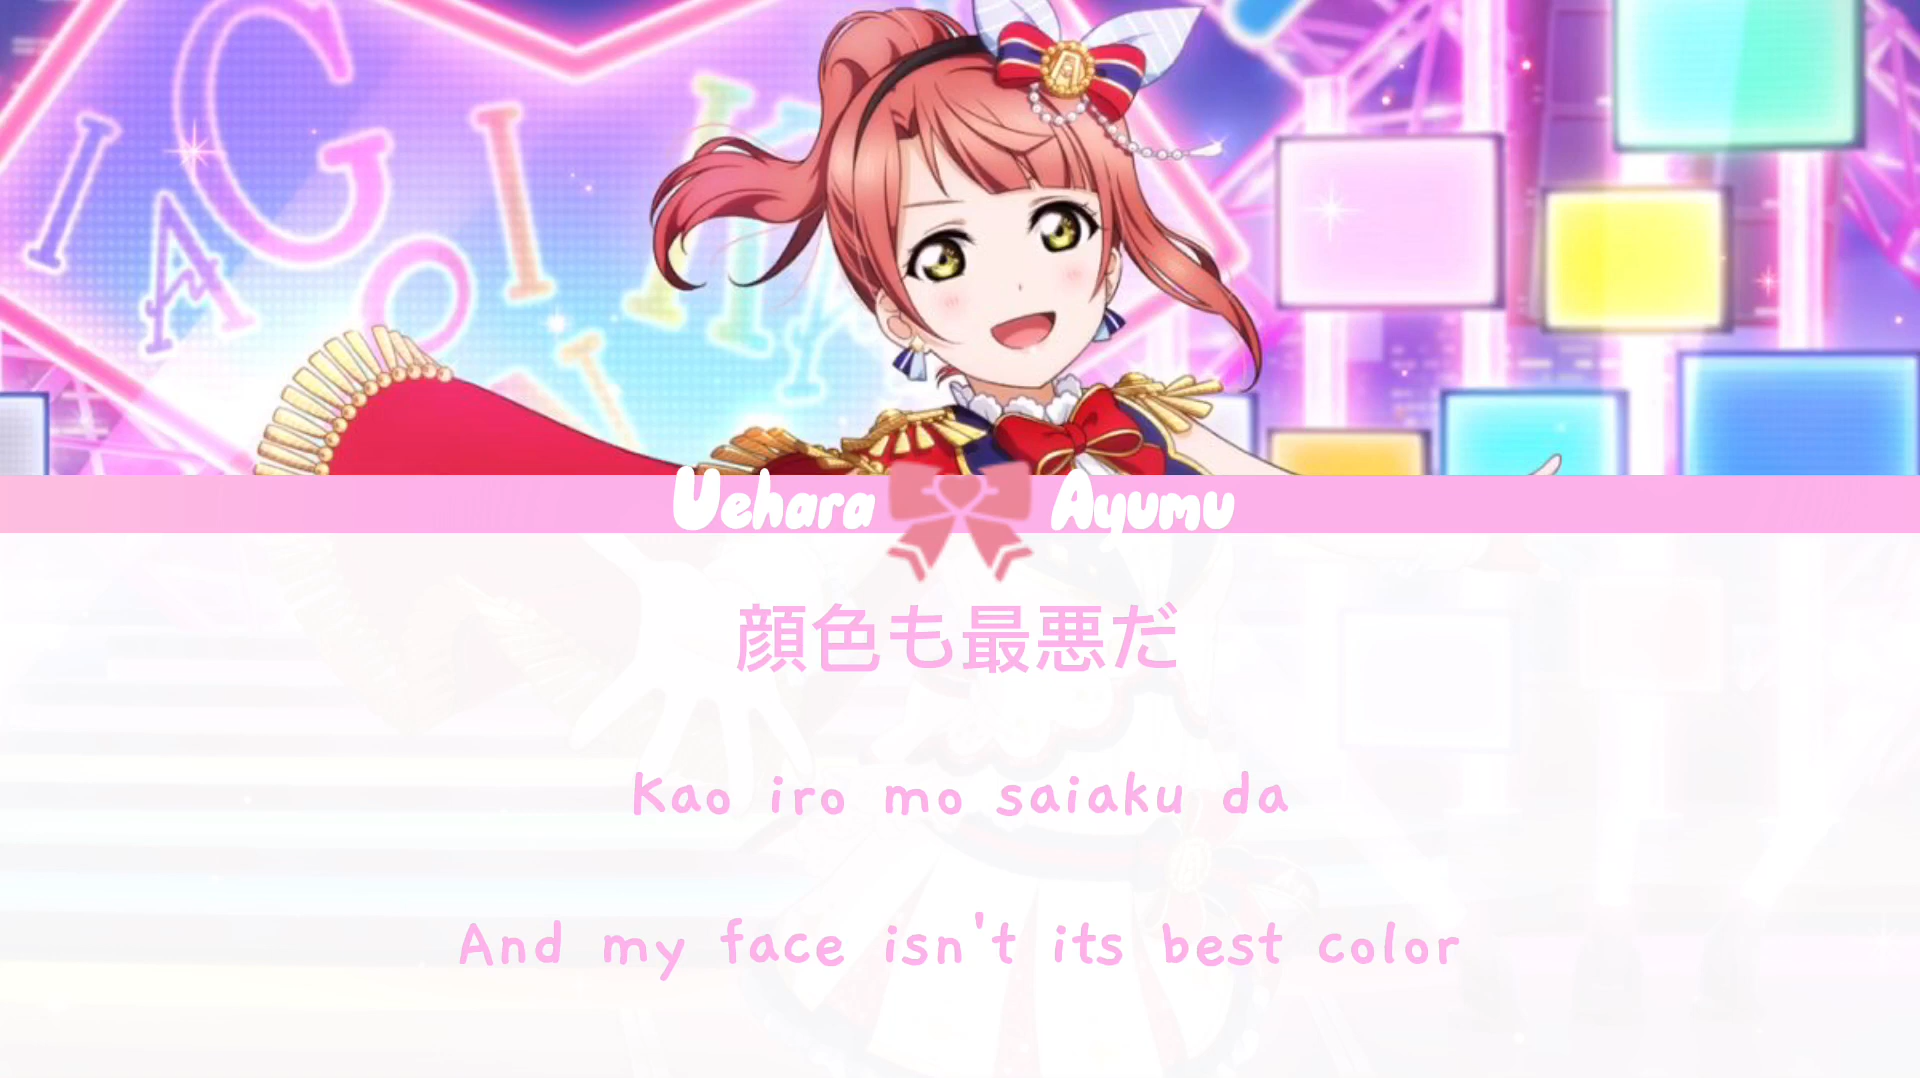 I
A
G
O
I
N
Uehara Ayumu
顔色も最悪だ
Kao iro mo saiaku da
And my face isn't its best color